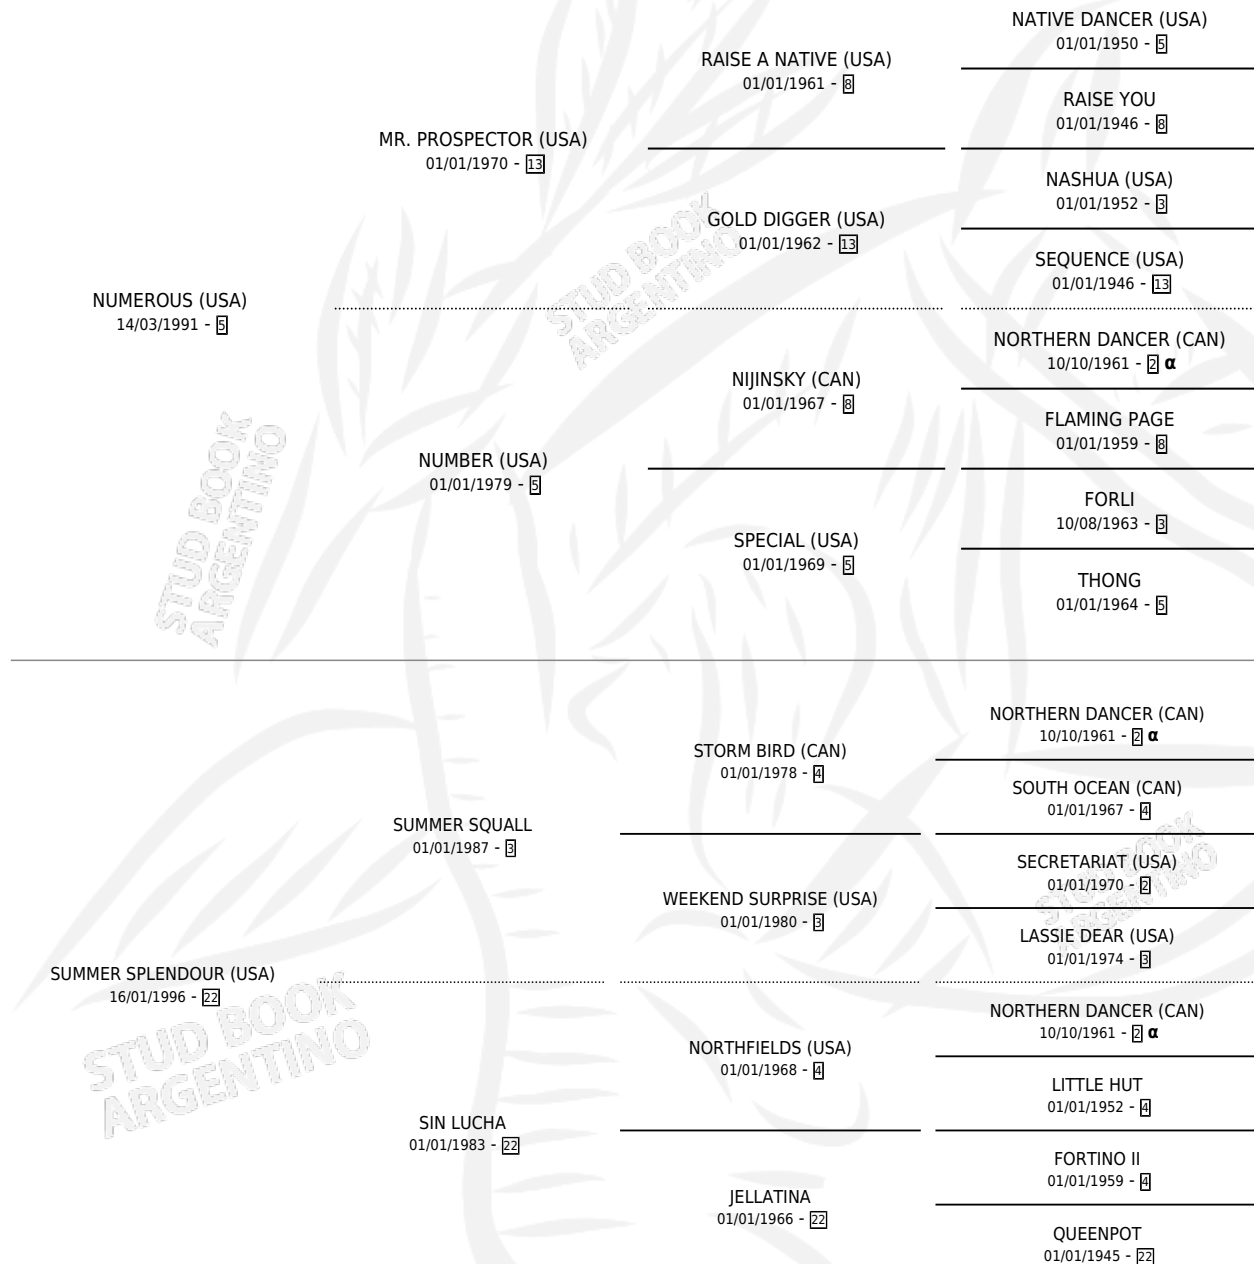 NATIVE DANCER (USA)
01/01/1950 - 5
RAISE A NATIVE (USA)
01/01/1961 - 8
RAISE YOU
01/01/1946 - 8
MR. PROSPECTOR (USA)
01/01/1970 - 13
NASHUA (USA)
01/01/1952 - 3
GOLD DIGGER (USA)
01/01/1962 - 13
SEQUENCE (USA)
01/01/1946 - 13
NUMEROUS (USA)
14/03/1991 - 5
NORTHERN DANCER (CAN)
10/10/1961 - 2 α
NIJINSKY (CAN)
01/01/1967 - 8
FLAMING PAGE
01/01/1959 - 8
NUMBER (USA)
01/01/1979 - 5
FORLI
10/08/1963 - 3
SPECIAL (USA)
01/01/1969 - 5
THONG
01/01/1964 - 5
NORTHERN DANCER (CAN)
10/10/1961 - 2 α
STORM BIRD (CAN)
01/01/1978 - 4
SOUTH OCEAN (CAN)
01/01/1967 - 4
SUMMER SQUALL
01/01/1987 - 3
SECRETARIAT (USA)
01/01/1970 - 2
WEEKEND SURPRISE (USA)
01/01/1980 - 3
LASSIE DEAR (USA)
01/01/1974 - 3
SUMMER SPLENDOUR (USA)
16/01/1996 - 22
NORTHERN DANCER (CAN)
10/10/1961 - 2 α
NORTHFIELDS (USA)
01/01/1968 - 4
LITTLE HUT
01/01/1952 - 4
SIN LUCHA
01/01/1983 - 22
FORTINO II
01/01/1959 - 4
JELLATINA
01/01/1966 - 22
QUEENPOT
01/01/1945 - 22
STUD BOOK
ARGENTINO
STUD BOOK
ARGENTINO
STUD BOOK
ARGENTINO
STUD BOOK
ARGENTINO